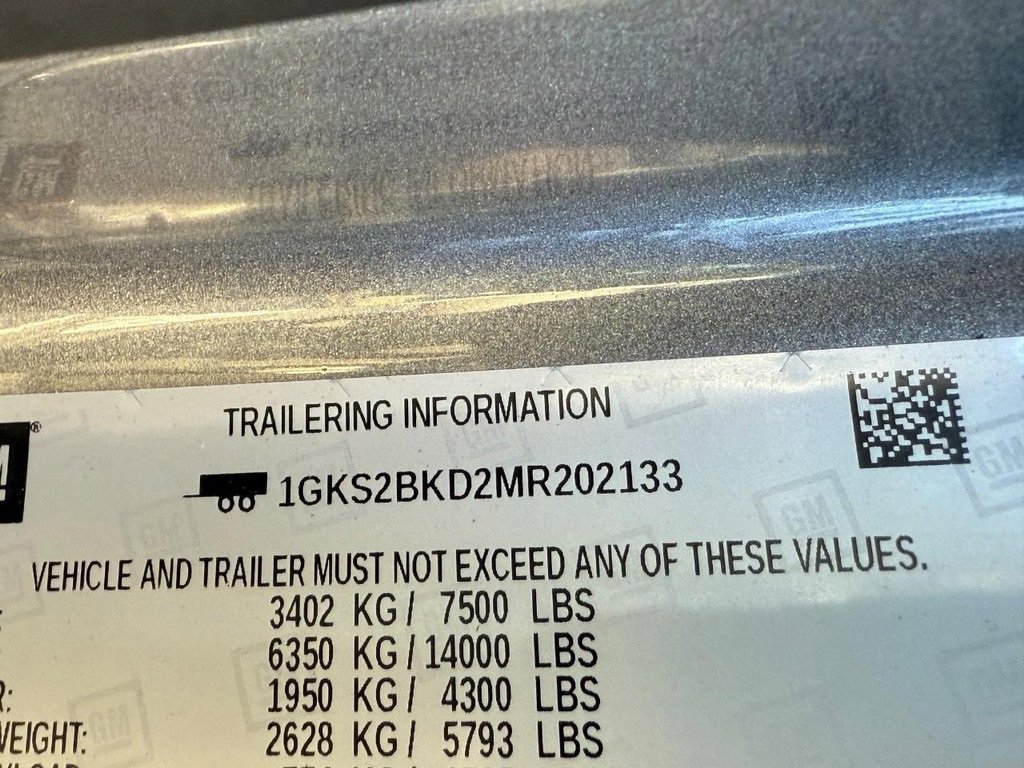 TRAILERING INFORMATION
1GKS2BKD2MR202133
VEHICLE AND TRAILER MUST NOT EXCEED ANY OF THESE VALUES.
3402 KG / 7500 LBS
6350 KG / 14000 LBS
R: 1950 KG / 4300 LBS
WEIGHT: 2628 KG / 5793 LBS